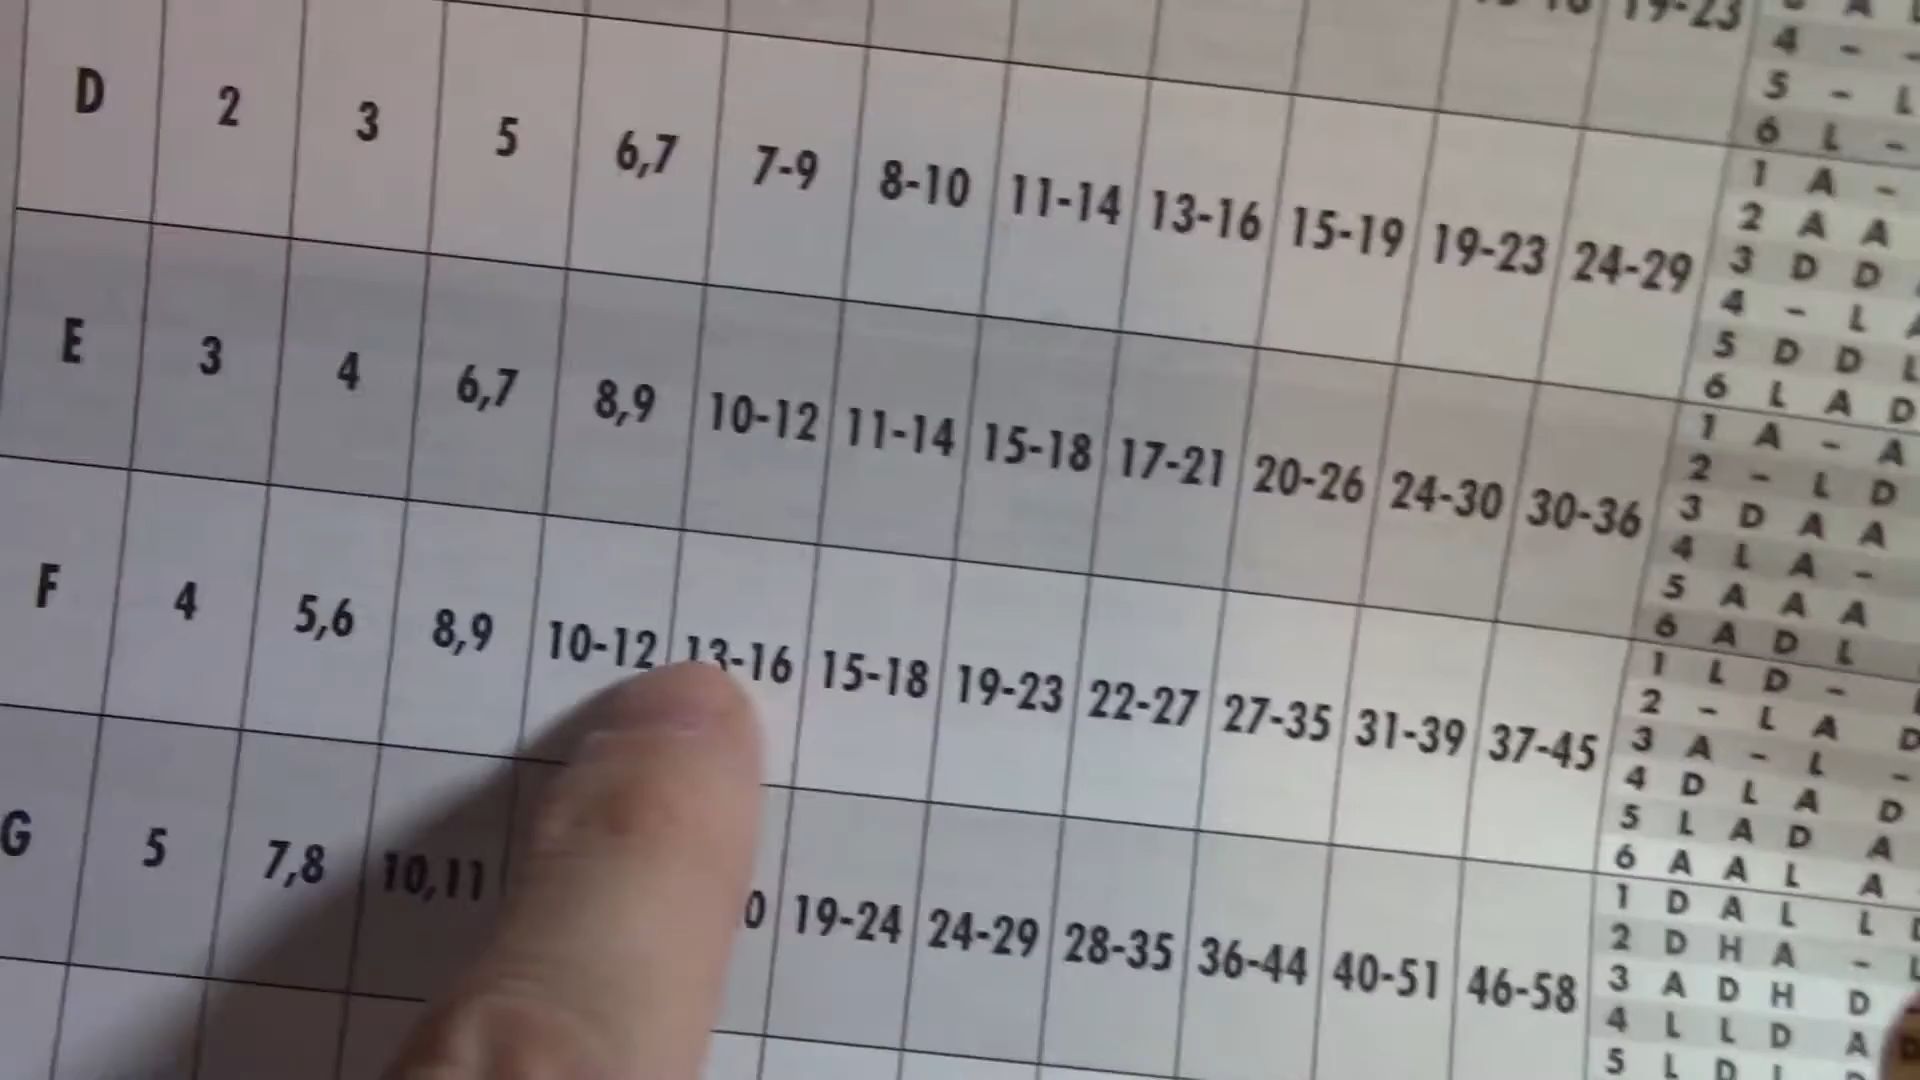 19-23
4 - -
5 - L
6 L -
D 2 3 5 6,7 7-9 8-10 11-14 13-16 15-19 19-23 24-29
1 A -
2 A A
3 D D
4 - L A
5 D D L
6 L A D
E 3 4 6,7 8,9 10-12 11-14 15-18 17-21 20-26 24-30 30-36
1 A - A
2 - L D
3 D A A
4 L A -
5 A A A
6 A D L
F 4 5,6 8,9 10-12 13-16 15-18 19-23 22-27 27-35 31-39 37-45
1 L D -
2 - L A D
3 A - L -
4 D L A D
5 L A D A
6 A A L A
G 5 7,8 10,11 0 19-24 24-29 28-35 36-44 40-51 46-58
1 D A L L
2 D H A -
3 A D H D
4 L L D A
5 L D